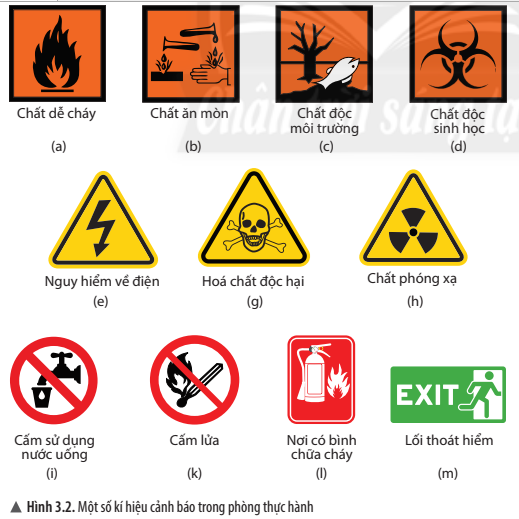 Chất dễ cháy
Chất ăn mòn
Chất độc
môi trường
Chất độc
sinh học
(a)
(b)
(c)
(d)
Nguy hiểm về điện
Hoá chất độc hại
Chất phóng xạ
(e)
(g)
(h)
EXIT
Cấm sử dụng
nước uống
Cấm lửa
Nơi có bình
chữa cháy
Lối thoát hiểm
(i)
(k)
(l)
(m)
▲ Hình 3.2. Một số kí hiệu cảnh báo trong phòng thực hành